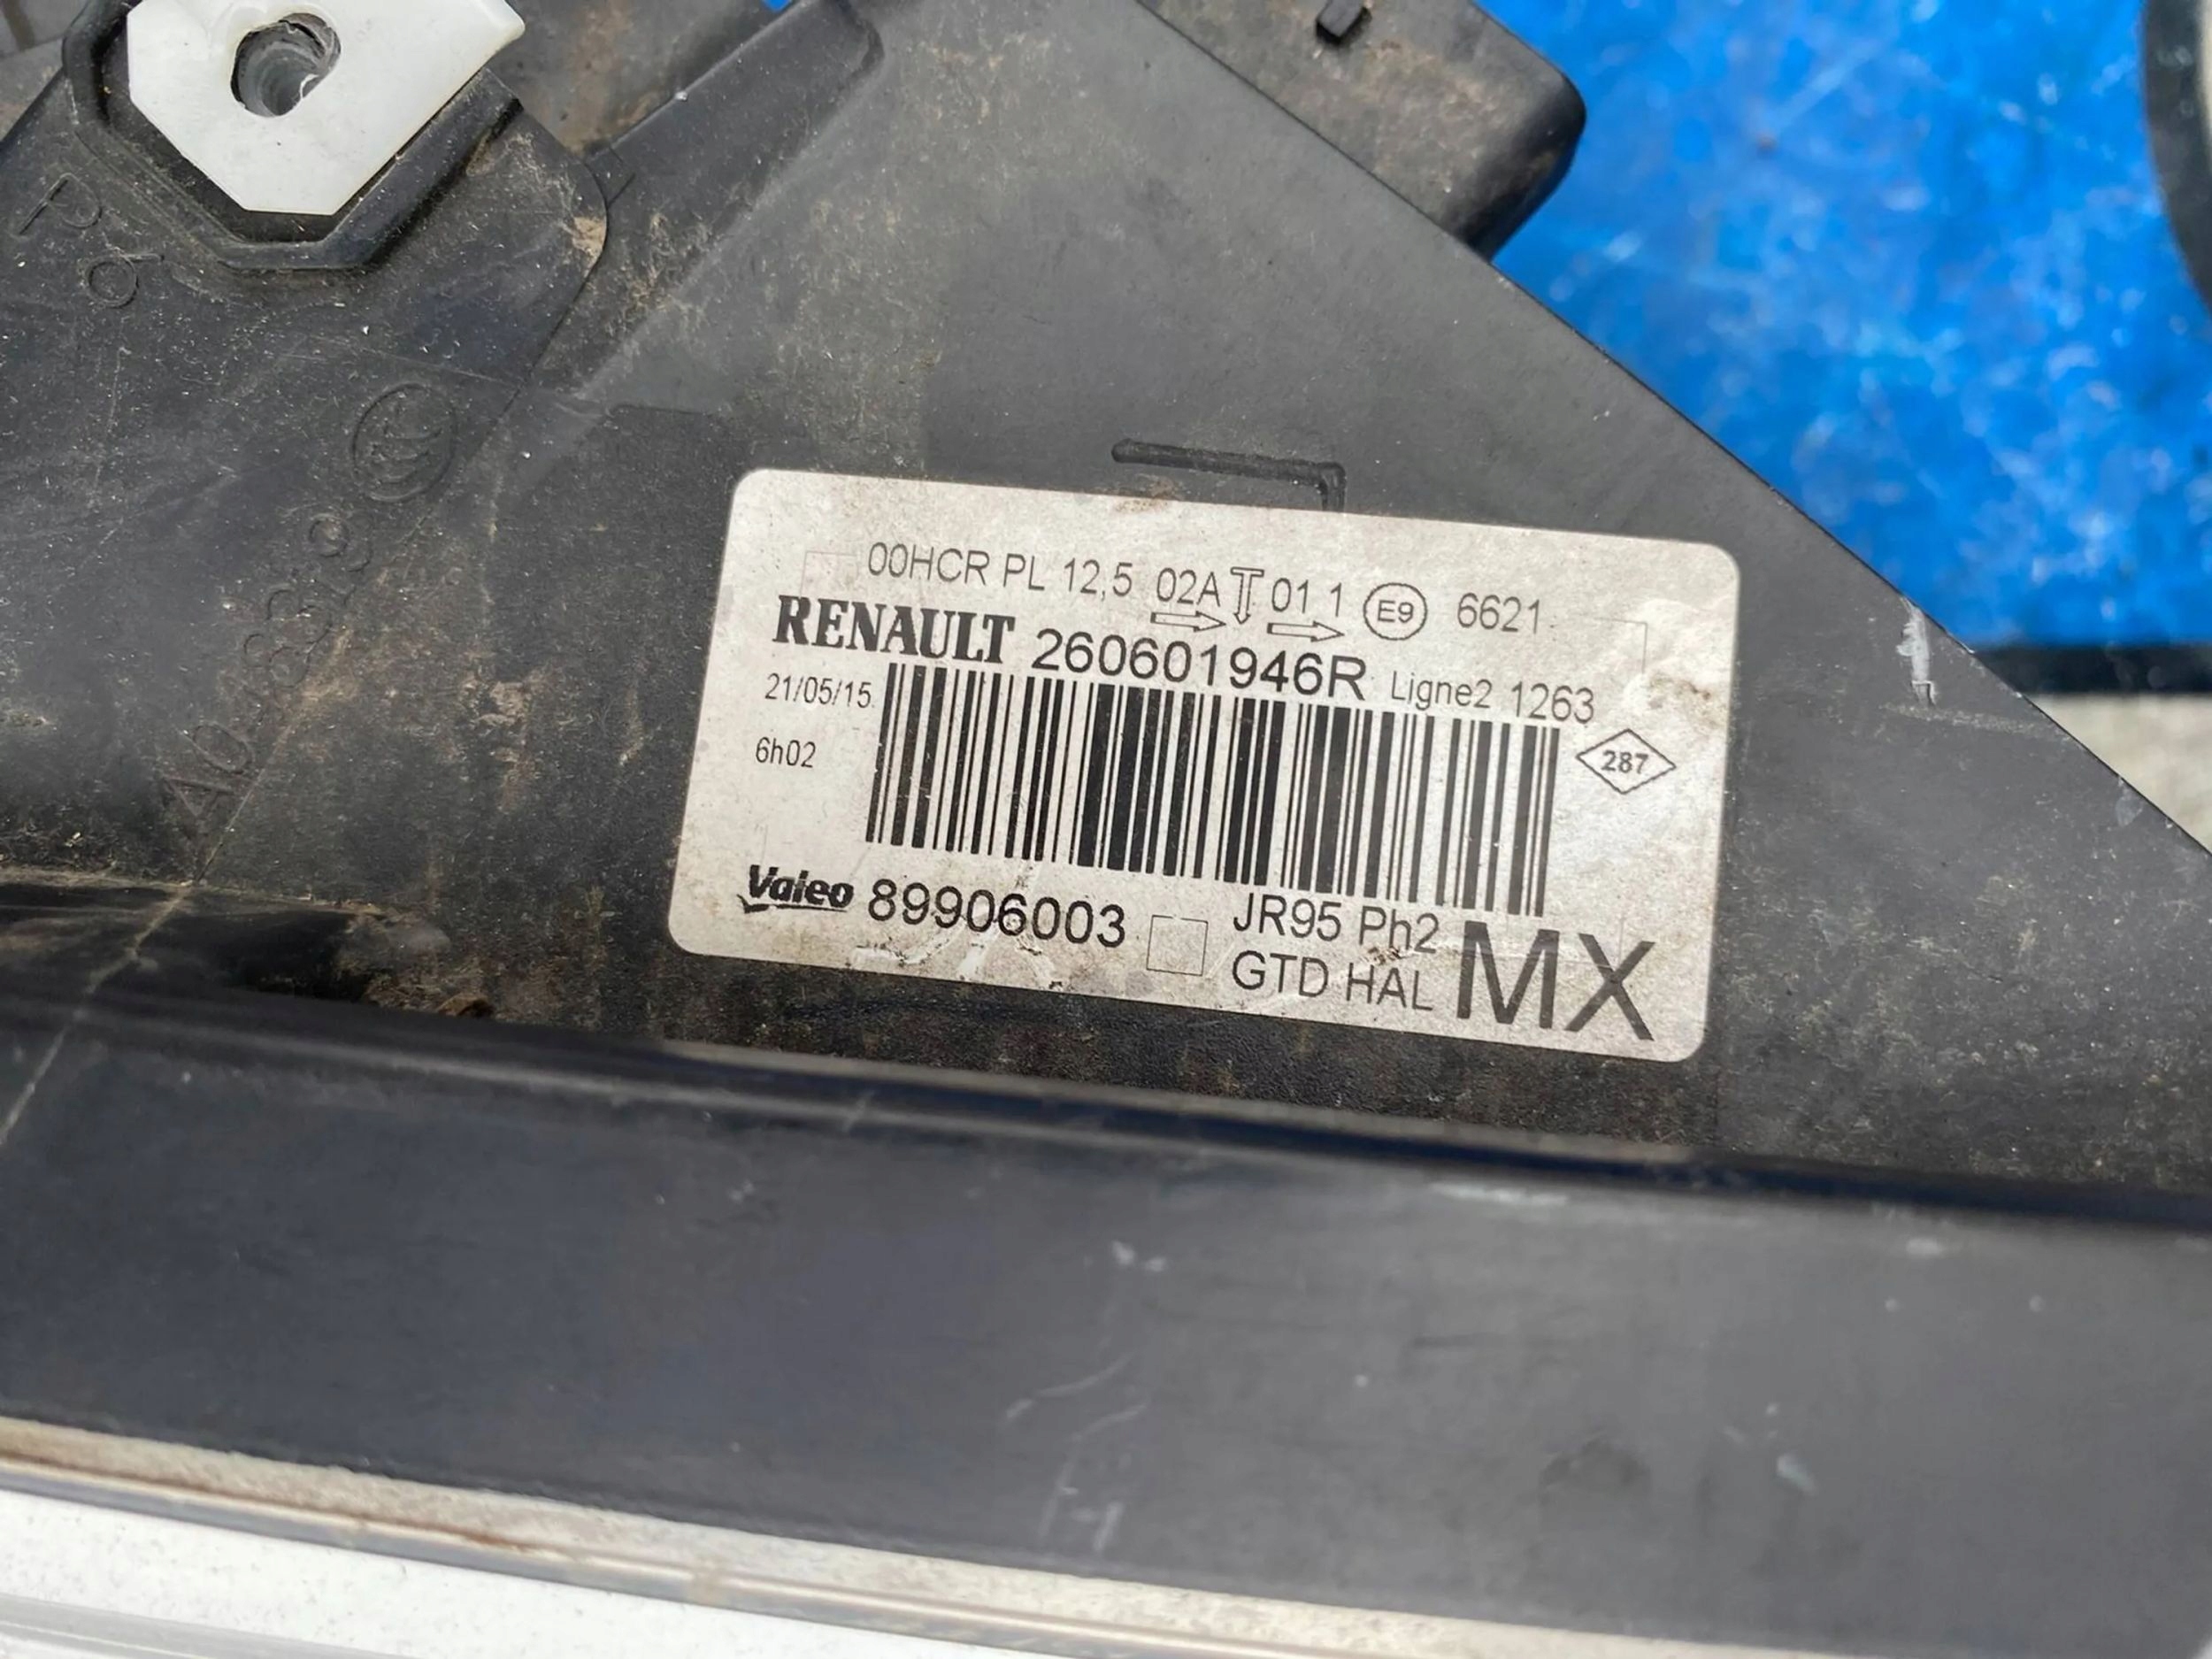 P6
00HCR PL 12,5 02A 01 1 E9 6621
RENAULT 260601946R Ligne2 1263
21/05/15
6h02
287
Valeo 89906003
JR95 Ph2
GTD HAL
MX